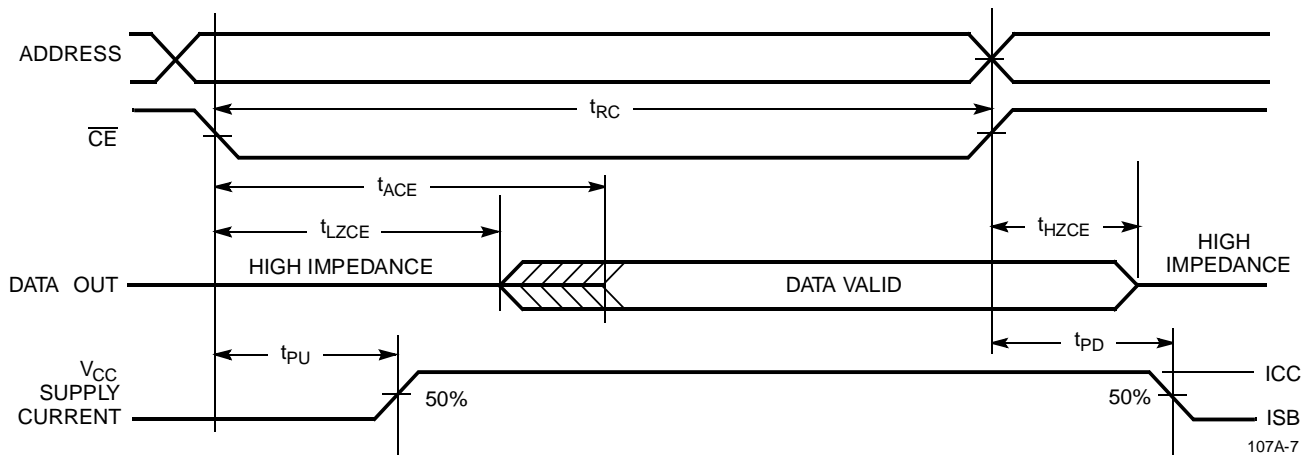 ADDRESS
tRC
CE
tACE
tLZCE
tHZCE
HIGH IMPEDANCE
HIGH
IMPEDANCE
DATA OUT
DATA VALID
tPU
tPD
VCC
SUPPLY
CURRENT
50%
50%
ICC
ISB
107A-7